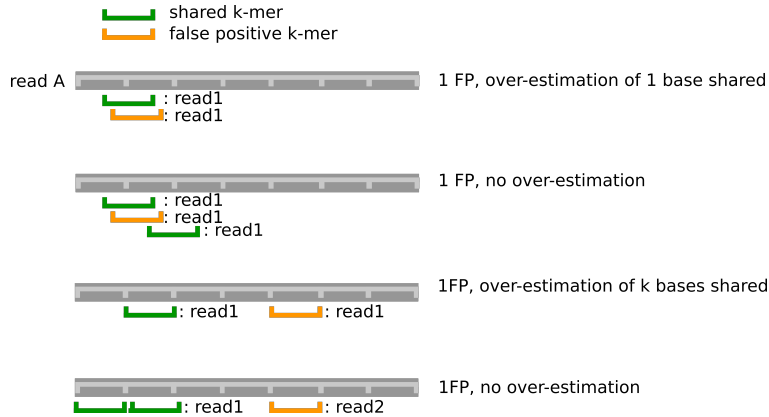 shared k-mer
false positive k-mer
read A
1 FP, over-estimation of 1 base shared
: read1
: read1
1 FP, no over-estimation
: read1
: read1
: read1
1FP, over-estimation of k bases shared
: read1 : read1
1FP, no over-estimation
: read1 : read2